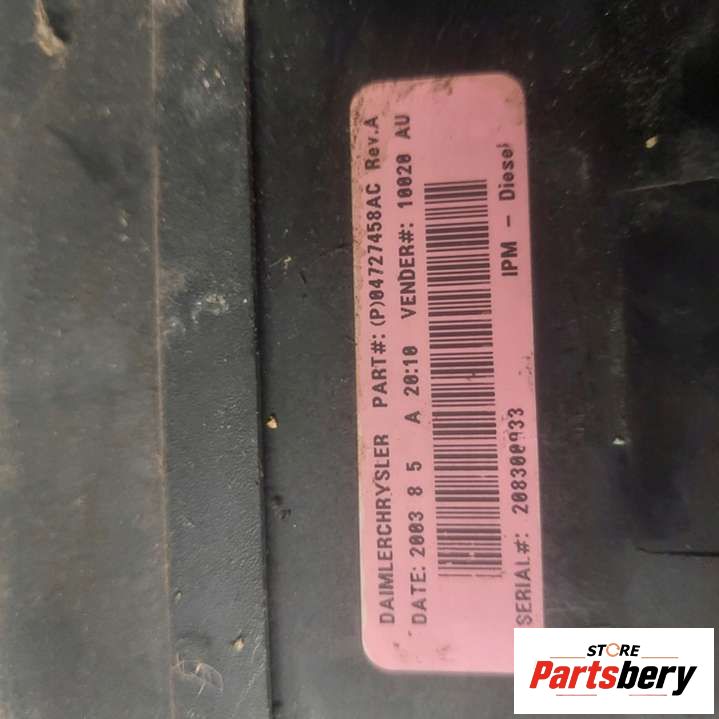 DAIMLERCHRYSLER PART#: (P)04727458AC Rev.A
DATE: 2003 8 5 A 20:10 VENDER#: 10020 AU
IPM - Diesel
SERIAL#: 208300933
STORE
Partsbery